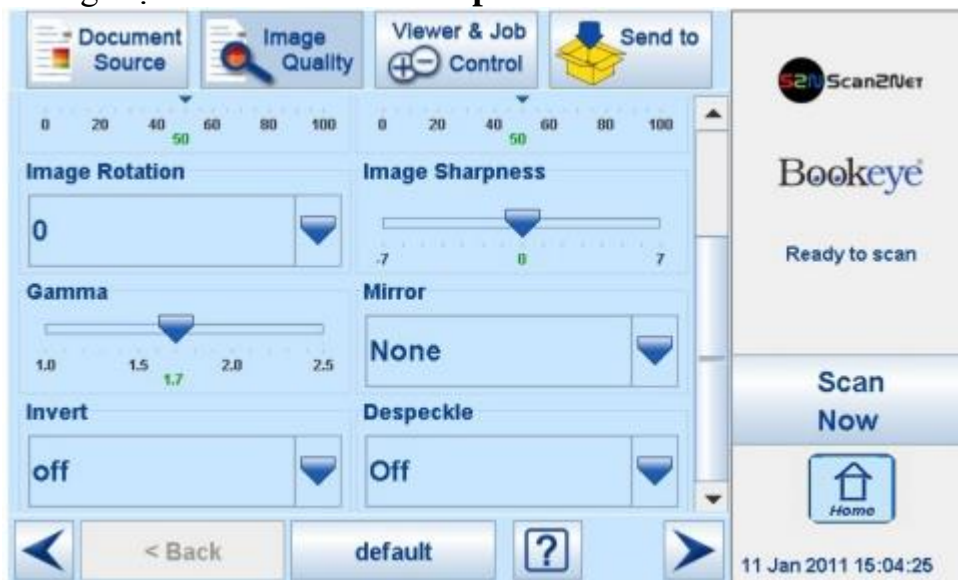 Document Source
Image Quality
Viewer & Job Control
Send to
S2N Scan2Net
Bookeye
Ready to scan
0 20 40 60 80 100
50
0 20 40 60 80 100
50
Image Rotation
0
Image Sharpness
-7 0 7
Gamma
1.0 1.5 2.0 2.5
1.7
Mirror
None
Invert
off
Despeckle
Off
Scan
Now
Home
< Back
default
?
11 Jan 2011 15:04:25